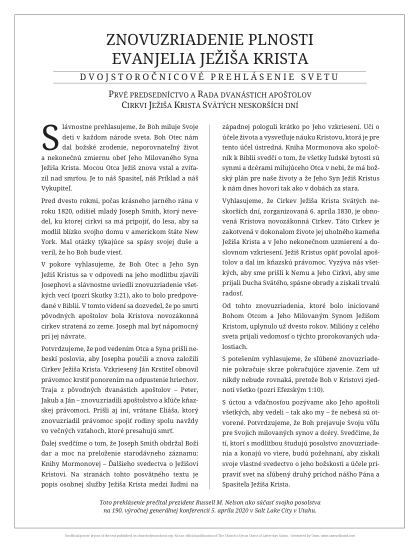 ZNOVUZRIADENIE PLNOSTI
EVANJELIA JEŽIŠA KRISTA
DVOJSTOROČNICOVÉ PREHLÁSENIE SVETU
Prvé predsedníctvo a Rada dvanástich apoštolov
Cirkvi Ježiša Krista Svätých neskorších dní
Slávnostne prehlasujeme, že Boh miluje Svoje
deti v každom národe sveta. Boh Otec nám
dal božské zrodenie, neporovnateľný život
a nekonečnú zmiernu obeť Jeho Milovaného Syna
Ježiša Krista. Mocou Otca Ježiš znova vstal a zvíťa-
zil nad smrťou. Je to náš Spasiteľ, náš Príklad a náš
Vykupiteľ.
Pred dvesto rokmi, počas krásneho jarného rána v
roku 1820, odišiel mladý Joseph Smith, ktorý neve-
del, ku ktorej cirkvi sa má pripojiť, do lesa, aby sa
modlil blízko svojho domu v americkom štáte New
York. Mal otázky týkajúce sa spásy svojej duše a
veril, že ho Boh bude viesť.
V pokore vyhlasujeme, že Boh Otec a Jeho Syn
Ježiš Kristus sa v odpovedi na jeho modlitbu zjavili
Josephovi a slávnostne uviedli znovuzriadenie všet-
kých vecí (pozri Skutky 3:21), ako to bolo predpove-
dané v Biblii. V tomto videní sa dozvedel, že po smrti
pôvodných apoštolov bola Kristova novozákonná
cirkev stratená zo zeme. Joseph mal byť nápomocný
pri jej návrate.
Potvrdzujeme, že pod vedením Otca a Syna prišli ne-
beskí poslovia, aby Josepha poučili a znova založili
Cirkev Ježiša Krista. Vzkriesený Ján Krstiteľ obnovil
právomoc krstiť ponorením na odpustenie hriechov.
Traja z pôvodných dvanástich apoštolov – Peter,
Jakub a Ján – znovuzriadili apoštolstvo a kľúče kňaz-
skej právomoci. Prišli aj iní, vrátane Eliáša, ktorý
znovuzriadil právomoc spojiť rodiny spolu navždy
vo večných vzťahoch, ktoré presahujú smrť.
Ďalej svedčíme o tom, že Joseph Smith obdržal Boží
dar a moc na preloženie starodávneho záznamu:
Knihy Mormonovej – Ďalšieho svedectva o Ježišovi
Kristovi. Na stranách tohto posvätného textu je
popis osobnej služby Ježiša Krista medzi ľuďmi na
západnej pologuli krátko po Jeho vzkriesení. Učí o
účele života a vysvetľuje náuku Kristovu, ktorá je pre
tento účel ústredná. Kniha Mormonova ako spoloč-
ník k Biblii svedčí o tom, že všetky ľudské bytosti sú
synmi a dcérami milujúceho Otca v nebi, že má bož-
ský plán pre naše životy a že Jeho Syn Ježiš Kristus
k nám dnes hovorí tak ako v dobách za stara.
Vyhlasujeme, že Cirkev Ježiša Krista Svätých ne-
skorších dní, zorganizovaná 6. apríla 1830, je obno-
vená Kristova novozákonná Cirkev. Táto Cirkev je
zakotvená v dokonalom živote jej uholného kameňa
Ježiša Krista a v Jeho nekonečnom uzmierení a do-
slovnom vzkriesení. Ježiš Kristus opäť povolal apoš-
tolov a dal im kňazskú právomoc. Vyzýva nás všet-
kých, aby sme prišli k Nemu a Jeho Cirkvi, aby sme
prijali Ducha Svätého, spásne obrady a získali trvalú
radosť.
Od tohto znovuzriadenia, ktoré bolo iniciované
Bohom Otcom a Jeho Milovaným Synom Ježišom
Kristom, uplynulo už dvesto rokov. Milióny z celého
sveta prijali vedomosť o týchto prorokovaných uda-
lostiach.
S potešením vyhlasujeme, že sľúbené znovuzriade-
nie pokračuje skrze pokračujúce zjavenie. Zem už
nikdy nebude rovnaká, pretože Boh v Kristovi zjed-
notí všetko (pozri Efezským 1:10).
S úctou a vďačnosťou pozývame ako Jeho apoštoli
všetkých, aby vedeli – tak ako my – že nebesá sú ot-
vorené. Potvrdzujeme, že Boh prejavuje Svoju vôľu
pre Svojich milovaných synov a dcéry. Svedčíme, že
tí, ktorí s modlitbou študujú posolstvo znovuzriade-
nia a konajú vo viere, budú požehnaní, aby získali
svoje vlastné svedectvo o jeho božskosti a účele pri-
praviť svet na sľúbený druhý príchod nášho Pána a
Spasiteľa Ježiša Krista.
Toto prehlásenie prečítal prezident Russell M. Nelson ako súčasť svojho posolstva
na 190. výročnej generálnej konferencii 5. apríla 2020 v Salt Lake City v Utahu.